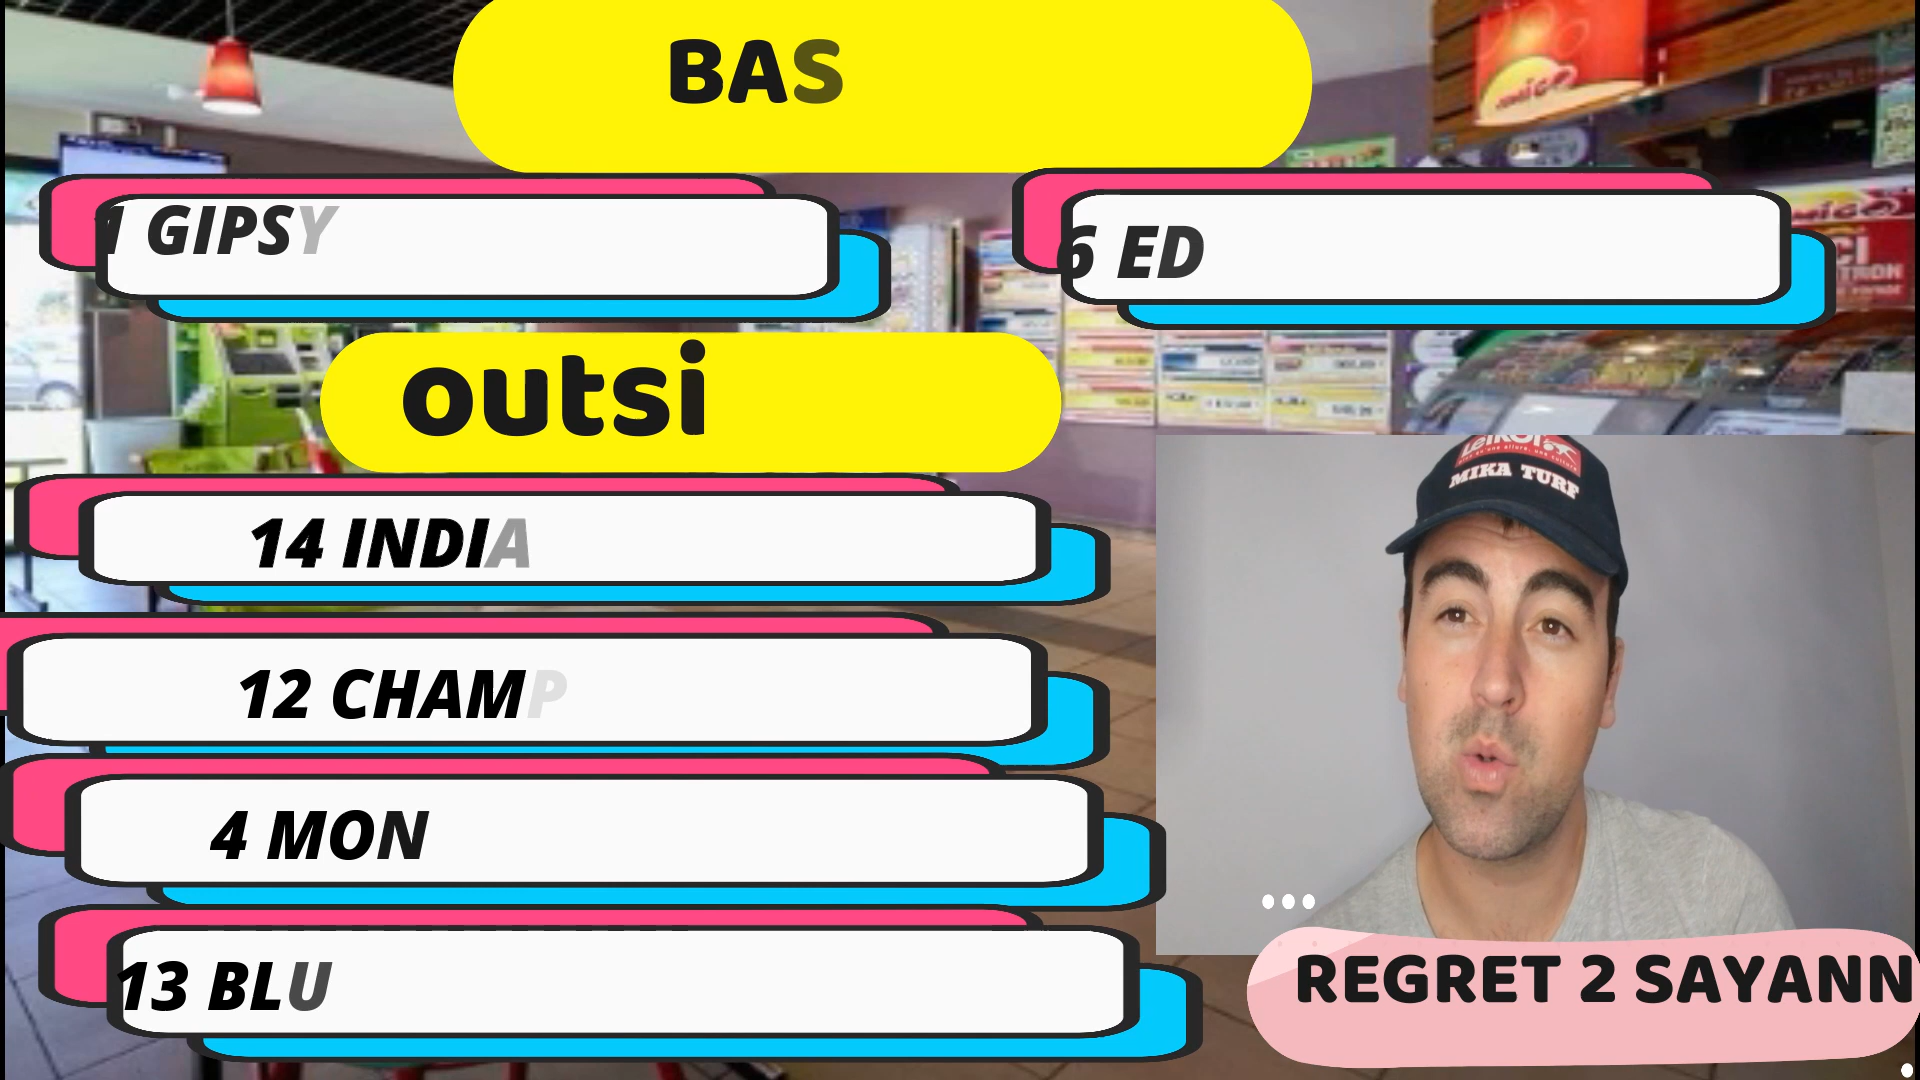 BAS
1 GIPSY
6 ED
outsi
14 INDIA
12 CHAMP
4 MON
13 BLU
LeTROT
MIKA TURF
REGRET 2 SAYANN